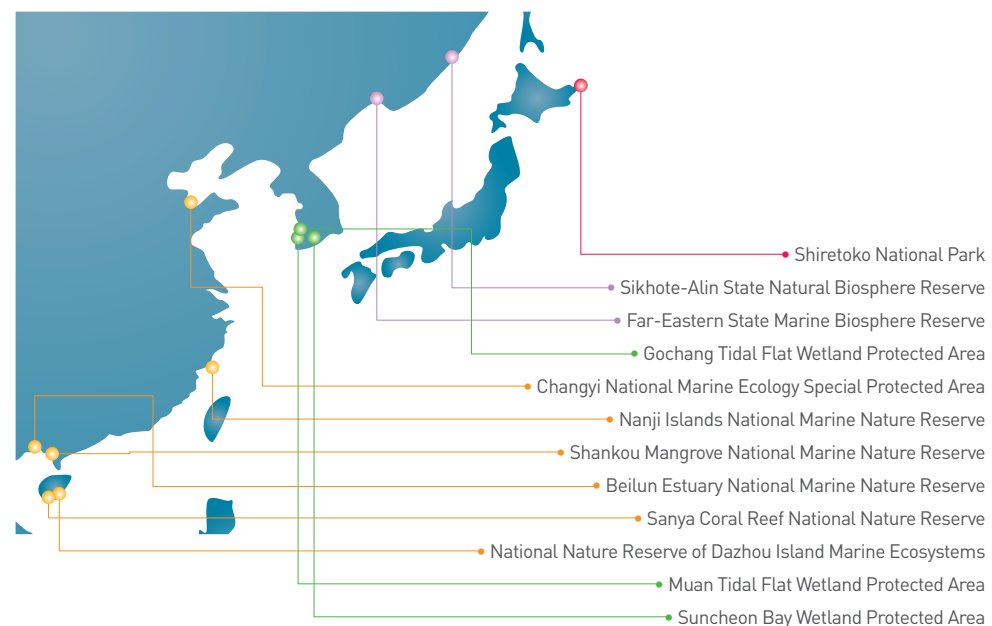 Shiretoko National Park
Sikhote-Alin State Natural Biosphere Reserve
Far-Eastern State Marine Biosphere Reserve
Gochang Tidal Flat Wetland Protected Area
Changyi National Marine Ecology Special Protected Area
Nanji Islands National Marine Nature Reserve
Shankou Mangrove National Marine Nature Reserve
Beilun Estuary National Marine Nature Reserve
Sanya Coral Reef National Nature Reserve
National Nature Reserve of Dazhou Island Marine Ecosystems
Muan Tidal Flat Wetland Protected Area
Suncheon Bay Wetland Protected Area